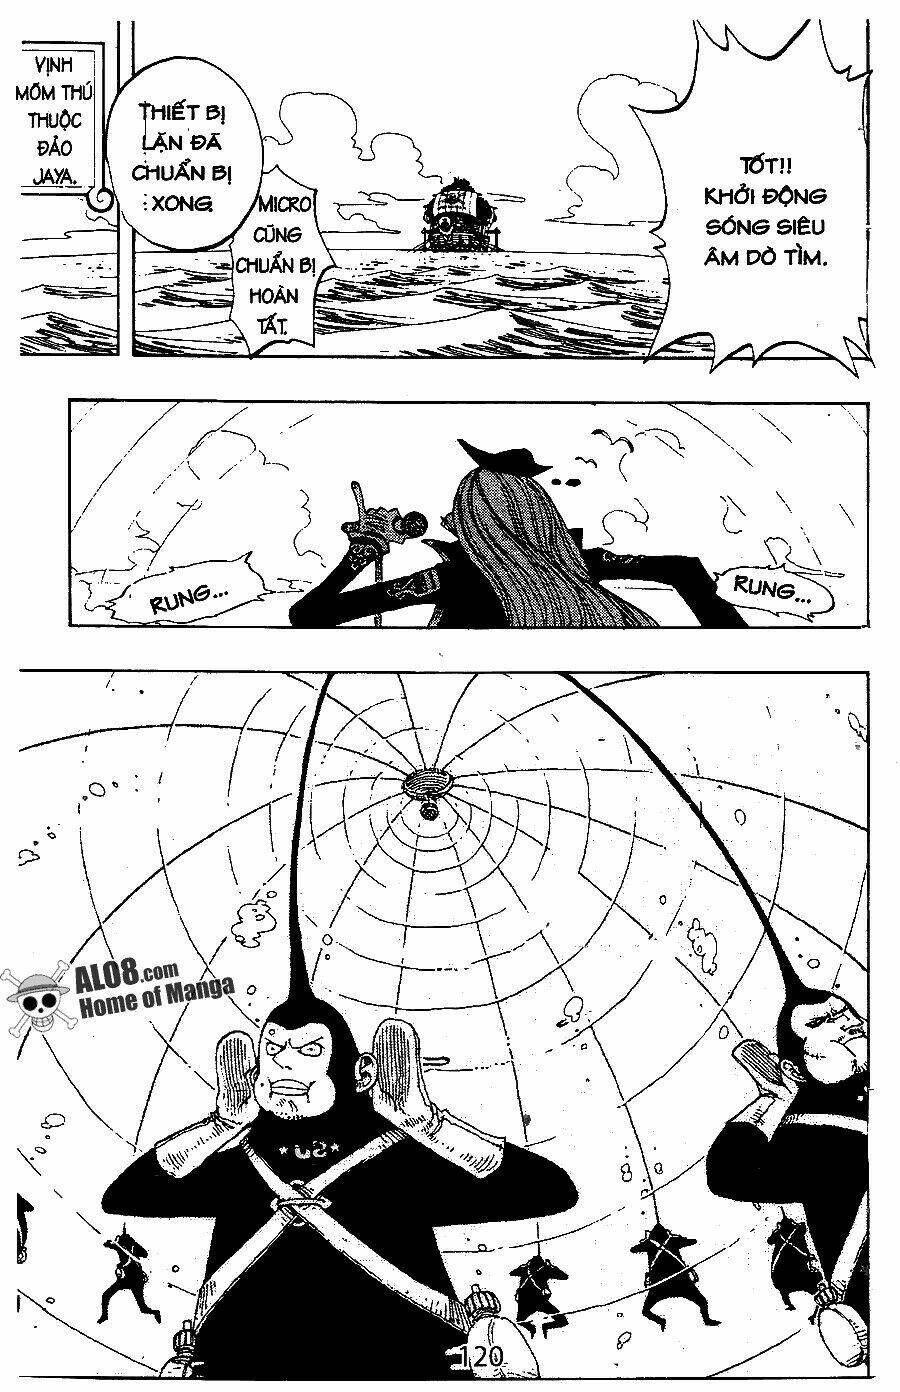 VỊNH
MÕM THÚ
THUỘC
ĐẢO
JAYA.
THIẾT BỊ
LẶN ĐÃ
CHUẨN BỊ
XONG.
MICRO
CŨNG
CHUẨN BỊ
HOÀN
TẤT.
TỐT!!
KHỞI ĐỘNG
SÓNG SIÊU
ÂM DÒ TÌM.
RUNG...
RUNG...
ALO8.com
Home of Manga
120